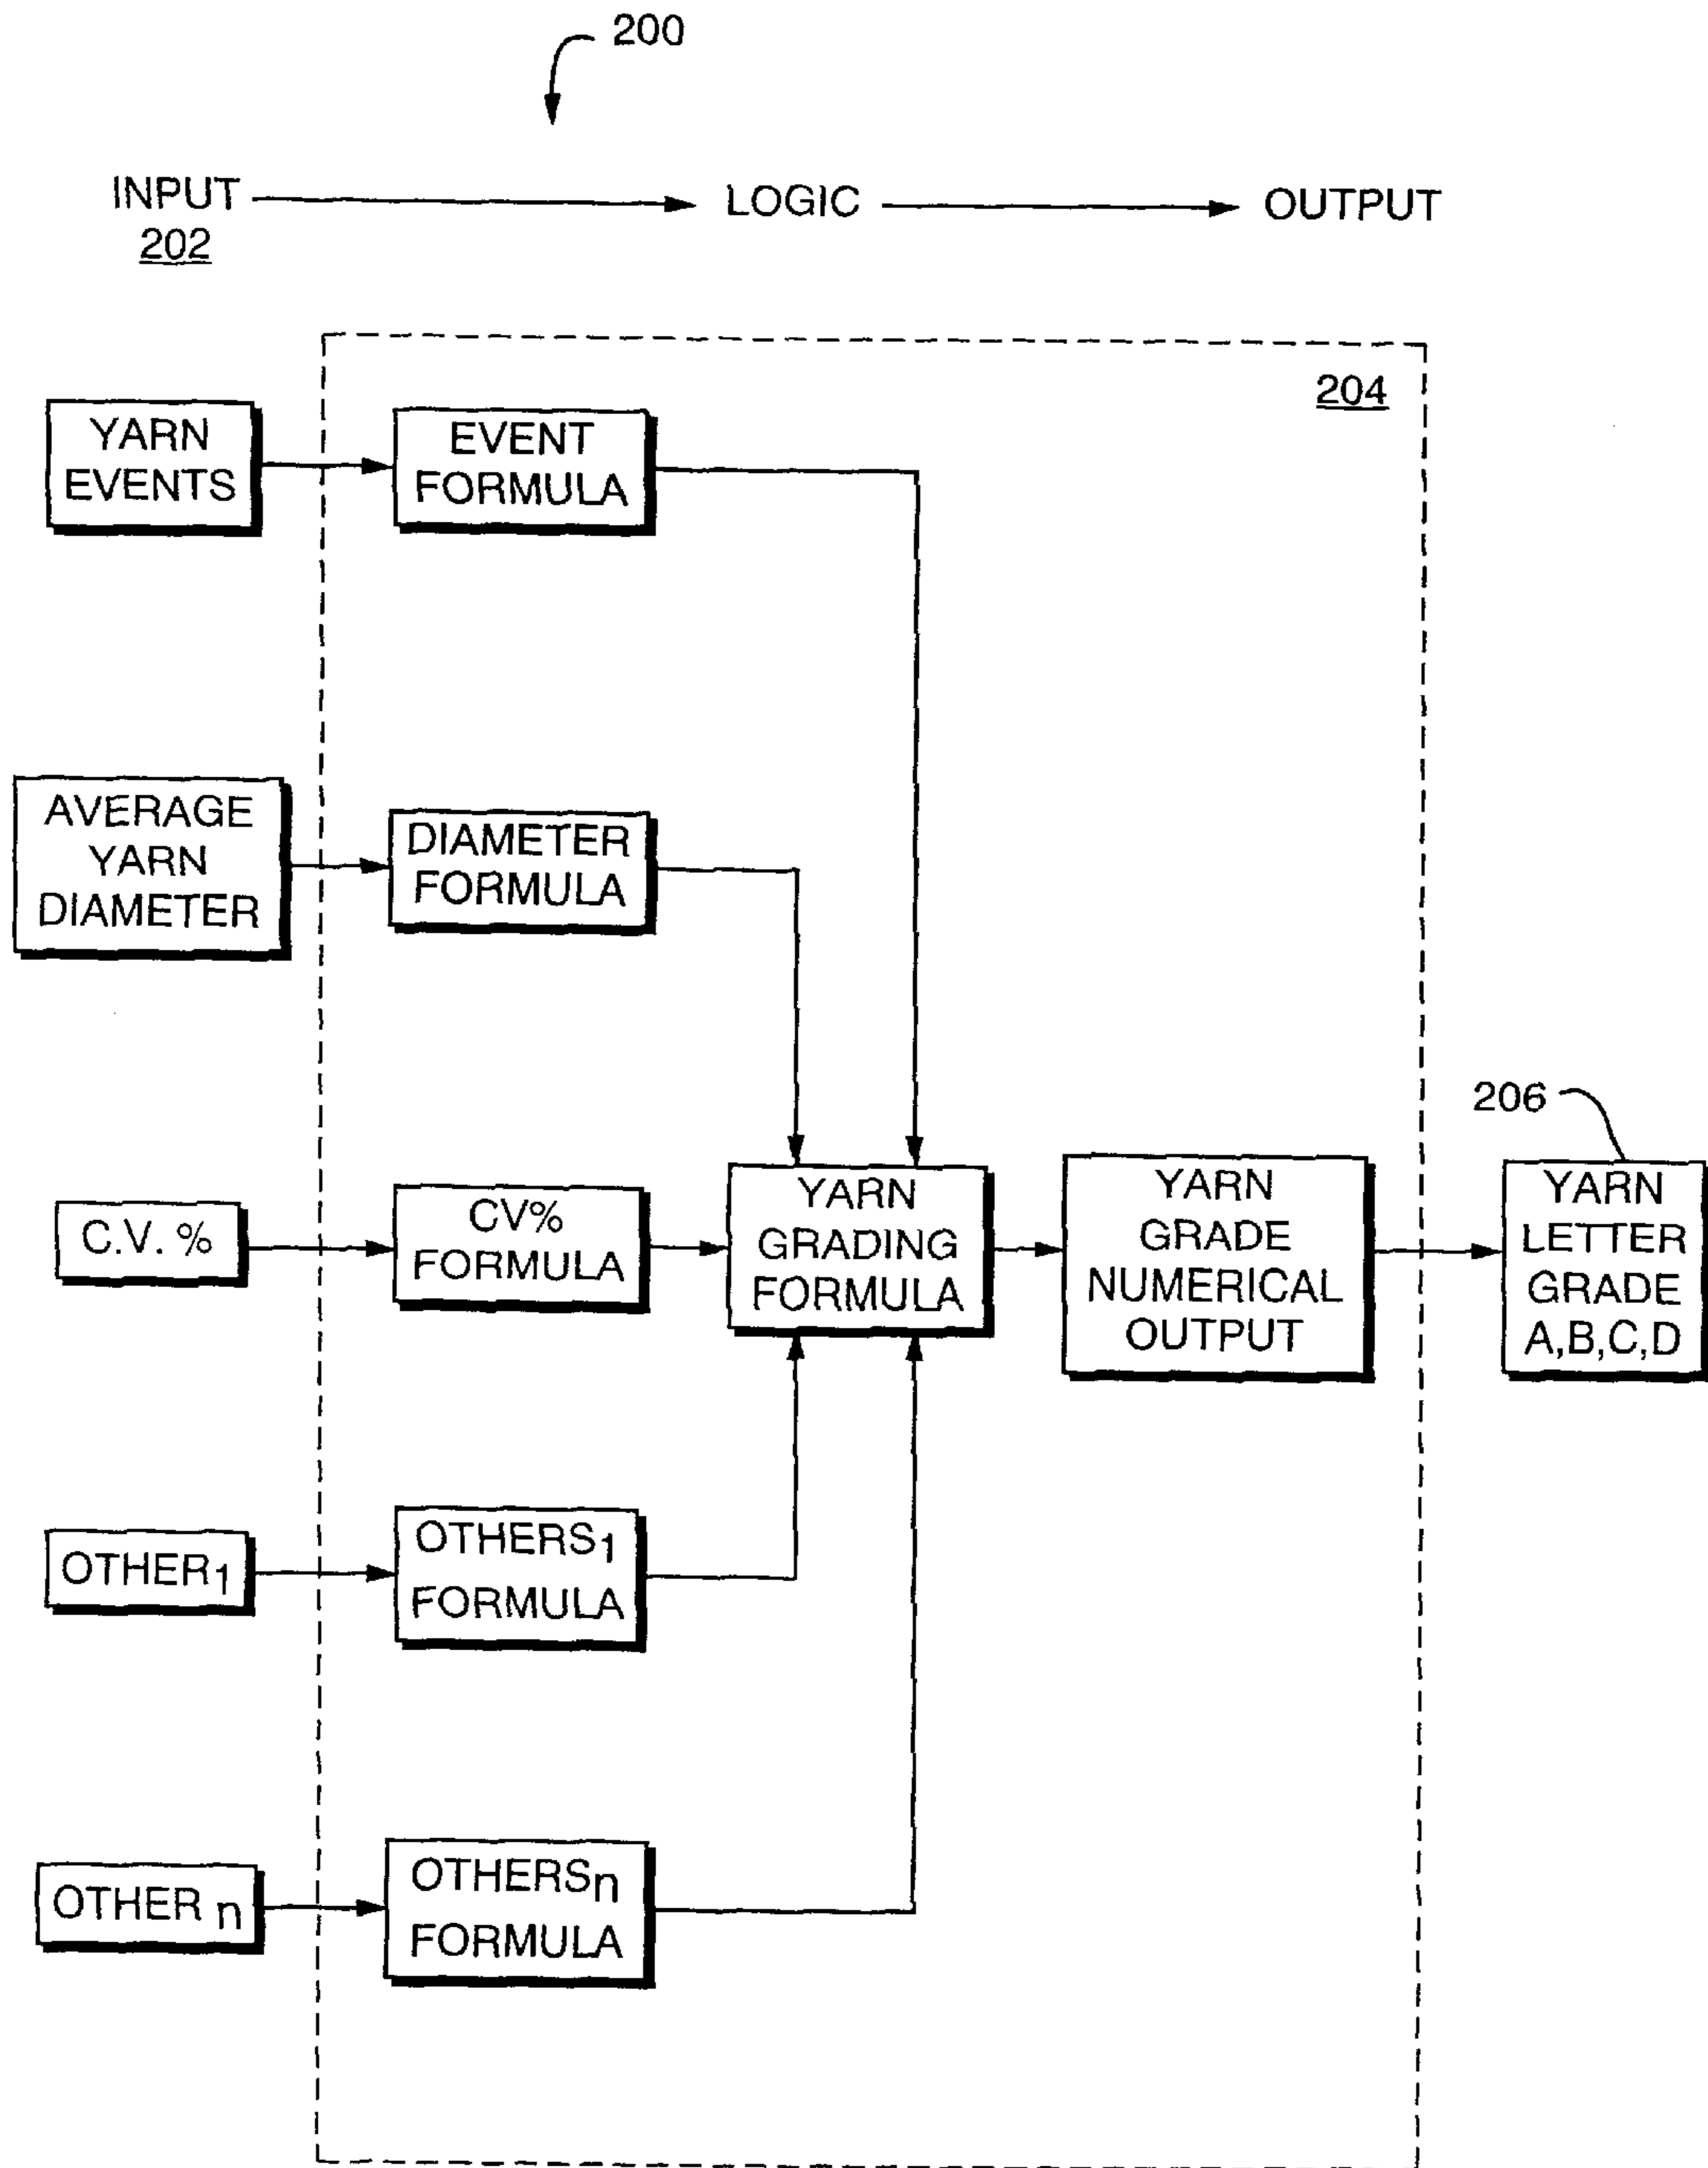 200
INPUT LOGIC OUTPUT
202
204
YARN
EVENTS
EVENT
FORMULA
AVERAGE
YARN
DIAMETER
DIAMETER
FORMULA
206
C.V. %
CV%
FORMULA
YARN
GRADING
FORMULA
YARN
GRADE
NUMERICAL
OUTPUT
YARN
LETTER
GRADE
A,B,C,D
OTHER1
OTHERS1
FORMULA
OTHER n
OTHERSn
FORMULA